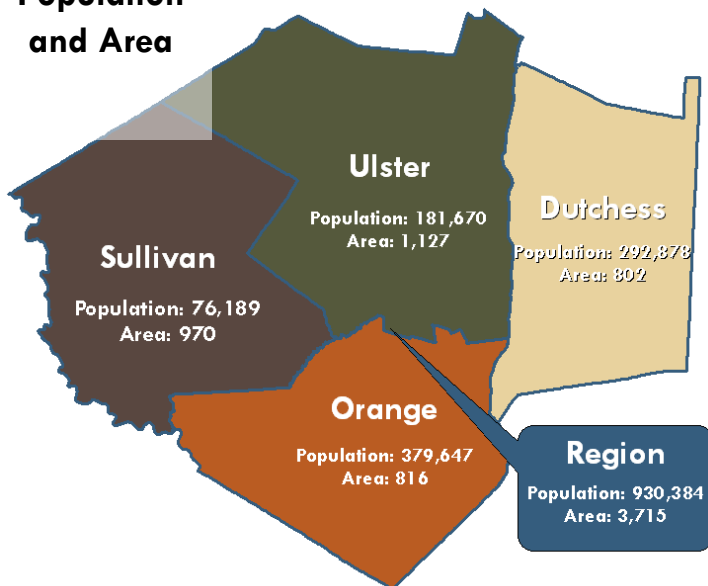 Population
and Area
Ulster
Population: 181,670
Area: 1,127
Dutchess
Population: 292,878
Area: 802
Sullivan
Population: 76,189
Area: 970
Orange
Population: 379,647
Area: 816
Region
Population: 930,384
Area: 3,715